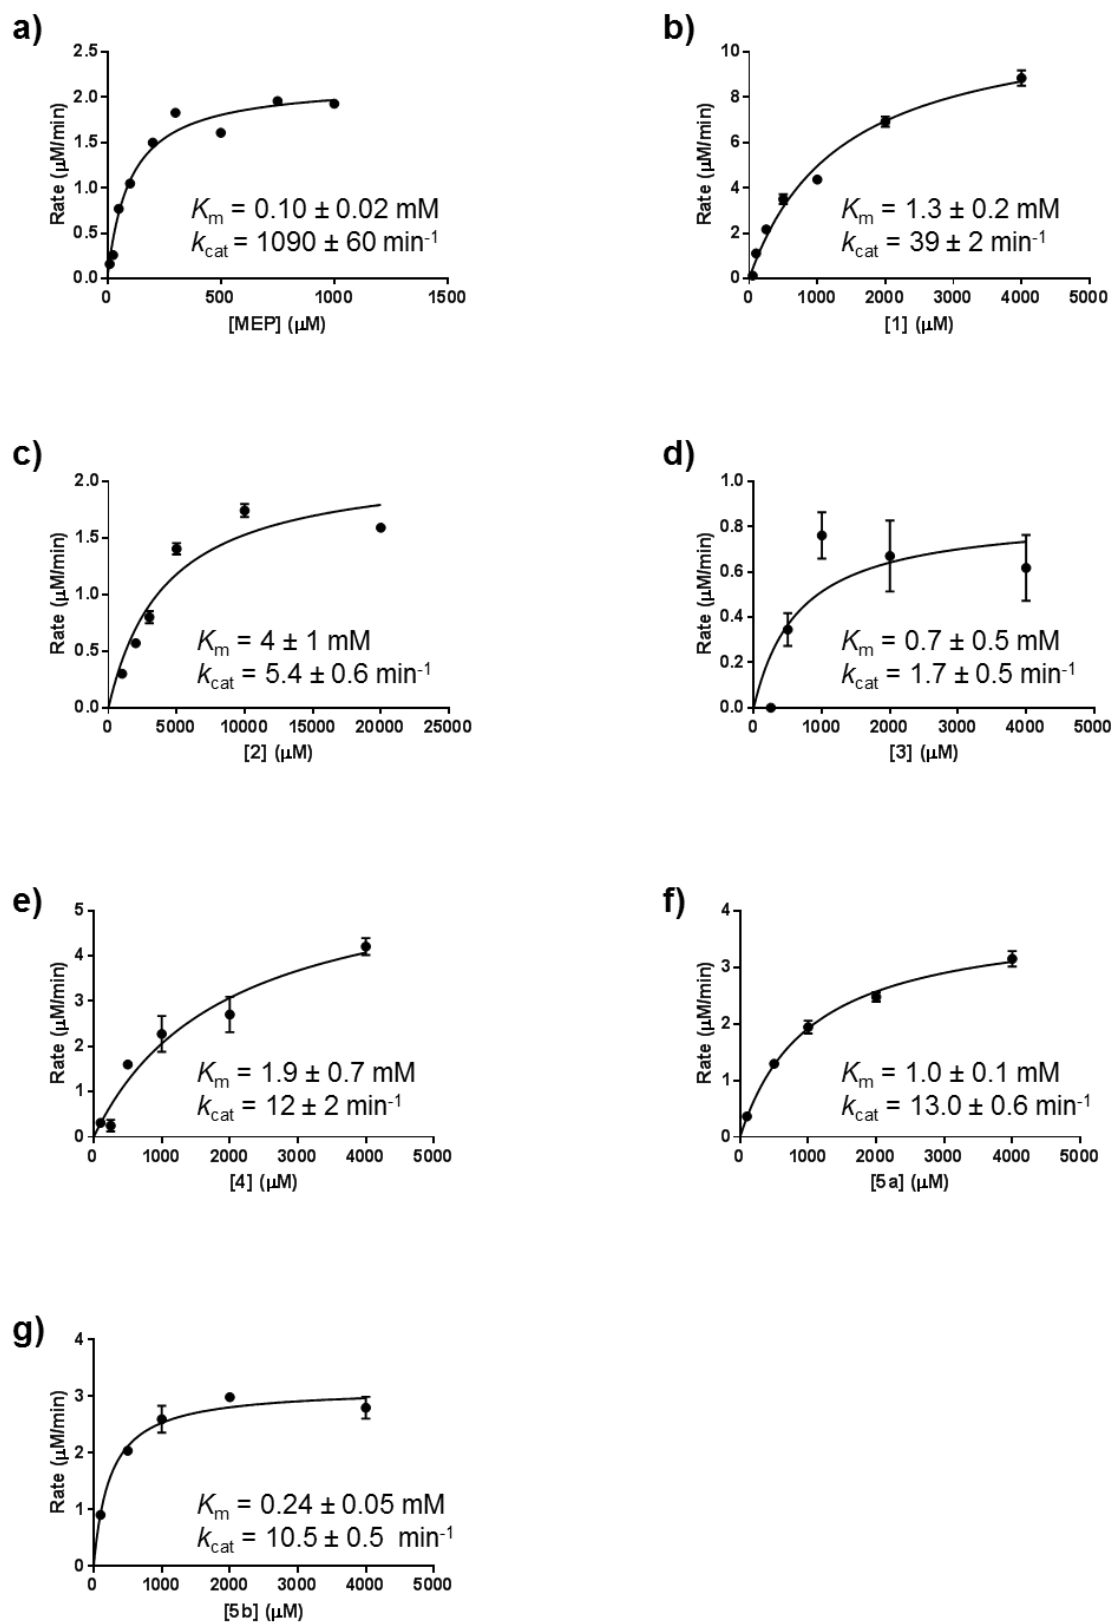 a)
2.5
2.0
1.5
1.0
0.5
0.0
Rate (μM/min)
Km = 0.10 ± 0.02 mM
kcat = 1090 ± 60 min-1
0 500 1000 1500
[MEP] (μM)
b)
10
8
6
4
2
0
Rate (μM/min)
Km = 1.3 ± 0.2 mM
kcat = 39 ± 2 min-1
0 1000 2000 3000 4000 5000
[1] (μM)
c)
2.0
1.5
1.0
0.5
0.0
Rate (μM/min)
Km = 4 ± 1 mM
kcat = 5.4 ± 0.6 min-1
0 5000 10000 15000 20000 25000
[2] (μM)
d)
1.0
0.8
0.6
0.4
0.2
0.0
Rate (μM/min)
Km = 0.7 ± 0.5 mM
kcat = 1.7 ± 0.5 min-1
0 1000 2000 3000 4000 5000
[3] (μM)
e)
5
4
3
2
1
0
Rate (μM/min)
Km = 1.9 ± 0.7 mM
kcat = 12 ± 2 min-1
0 1000 2000 3000 4000 5000
[4] (μM)
f)
4
3
2
1
0
Rate (μM/min)
Km = 1.0 ± 0.1 mM
kcat = 13.0 ± 0.6 min-1
0 1000 2000 3000 4000 5000
[5a] (μM)
g)
4
3
2
1
0
Rate (μM/min)
Km = 0.24 ± 0.05 mM
kcat = 10.5 ± 0.5 min-1
0 1000 2000 3000 4000 5000
[5b] (μM)